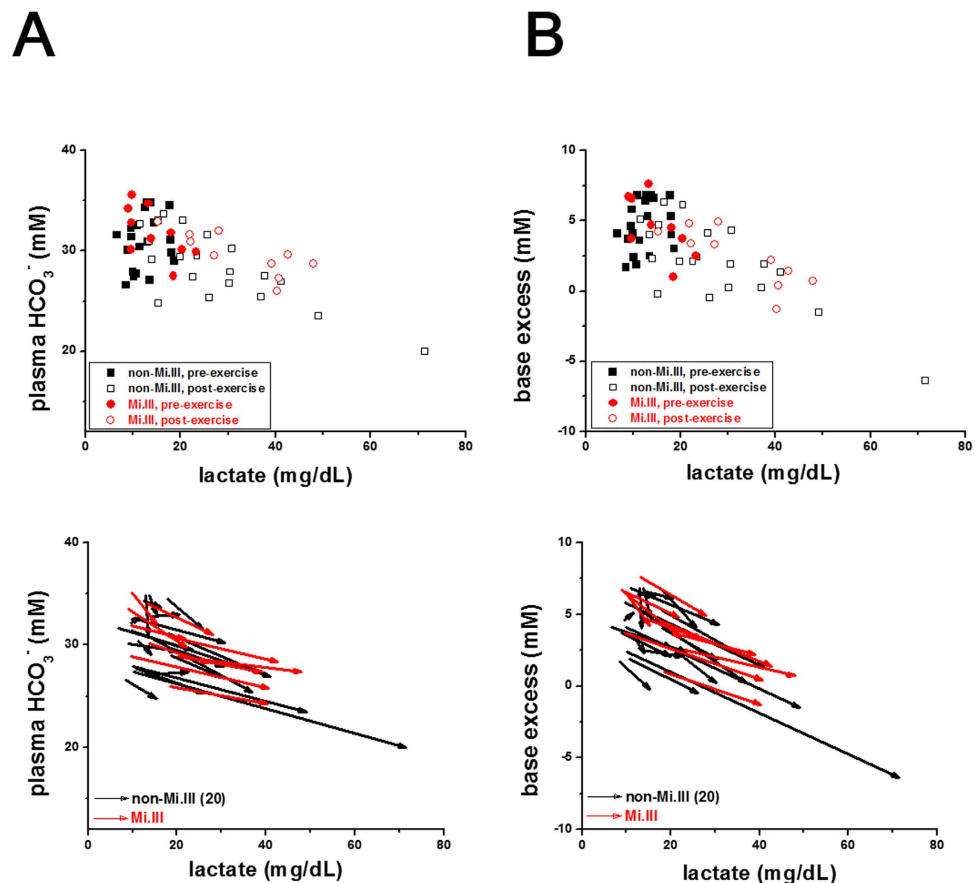 A
B
40
30
20
plasma HCO3- (mM)
non-Mi.III, pre-exercise
non-Mi.III, post-exercise
Mi.III, pre-exercise
Mi.III, post-exercise
0 20 40 60 80
lactate (mg/dL)
10
5
0
-5
-10
base excess (mM)
non-Mi.III, pre-exercise
non-Mi.III, post-exercise
Mi.III, pre-exercise
Mi.III, post-exercise
0 20 40 60 80
lactate (mg/dL)
40
30
20
plasma HCO3- (mM)
non-Mi.III (20)
Mi.III
0 20 40 60 80
lactate (mg/dL)
10
5
0
-5
-10
base excess (mM)
non-Mi.III (20)
Mi.III
0 20 40 60 80
lactate (mg/dL)